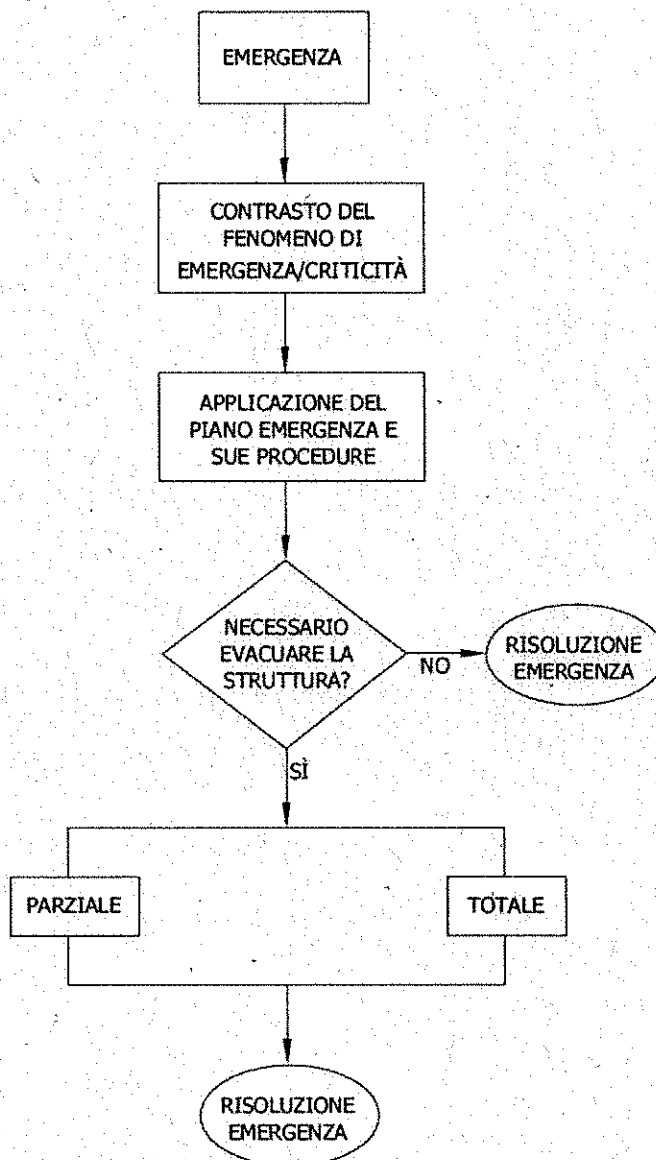 EMERGENZA
CONTRASTO DEL
FENOMENO DI
EMERGENZA/CRITICITÀ
APPLICAZIONE DEL
PIANO EMERGENZA E
SUE PROCEDURE
NECESSARIO
EVACUARE LA
STRUTTURA?
NO
RISOLUZIONE
EMERGENZA
SÌ
PARZIALE
TOTALE
RISOLUZIONE
EMERGENZA